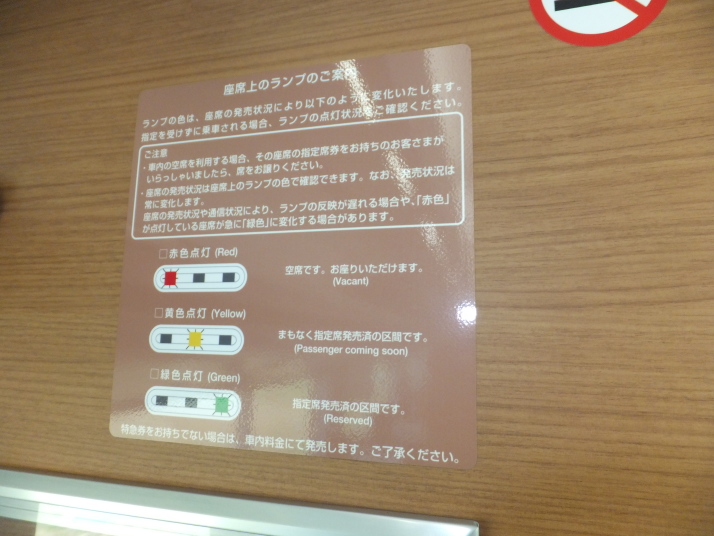 座席上のランプのご案
ランプの色は、座席の発売状況により以下のように変化いたします。
指定を受けずに乗車される場合、ランプの点灯状況をご確認ください。
ご注意
・車内の空席を利用する場合、その座席の指定席券をお持ちのお客さまが
いらっしゃいましたら、席をお譲りください。
・座席の発売状況は座席上のランプの色で確認できます。なお、発売状況は
常に変化します。
座席の発売状況や通信状況により、ランプの反映が遅れる場合や、「赤色」
が点灯している座席が急に「緑色」に変化する場合があります。
□赤色点灯 (Red)
空席です。お座りいただけます。
(Vacant)
□黄色点灯 (Yellow)
まもなく指定席発売済の区間です。
(Passenger coming soon)
□緑色点灯 (Green)
指定席発売済の区間です。
(Reserved)
特急券をお持ちでない場合は、車内料金にて発売します。ご了承ください。